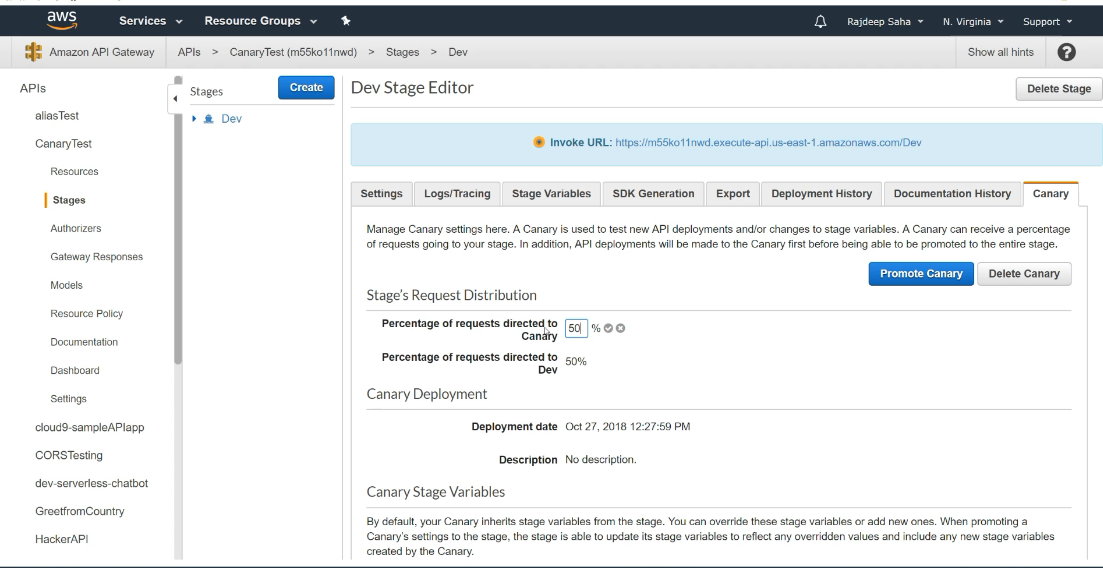 aws Services Resource Groups Rajdeep Saha N. Virginia Support
Amazon API Gateway APIs > CanaryTest (m55ko11nwd) > Stages > Dev Show all hints ?
APIs
aliasTest
CanaryTest
Resources
Stages
Authorizers
Gateway Responses
Models
Resource Policy
Documentation
Dashboard
Settings
cloud9-sampleAPIapp
CORSTesting
dev-serverless-chatbot
GreetfromCountry
HackerAPI
Stages Create
Dev
Dev Stage Editor Delete Stage
Invoke URL: https://m55ko11nwd.execute-api.us-east-1.amazonaws.com/Dev
Settings Logs/Tracing Stage Variables SDK Generation Export Deployment History Documentation History Canary
Manage Canary settings here. A Canary is used to test new API deployments and/or changes to stage variables. A Canary can receive a percentage
of requests going to your stage. In addition, API deployments will be made to the Canary first before being able to be promoted to the entire stage.
Promote Canary Delete Canary
Stage's Request Distribution
Percentage of requests directed to
Canary 50 %
Percentage of requests directed to
Dev 50%
Canary Deployment
Deployment date Oct 27, 2018 12:27:59 PM
Description No description.
Canary Stage Variables
By default, your Canary inherits stage variables from the stage. You can override these stage variables or add new ones. When promoting a
Canary's settings to the stage, the stage is able to update its stage variables to reflect any overridden values and include any new stage variables
created by the Canary.